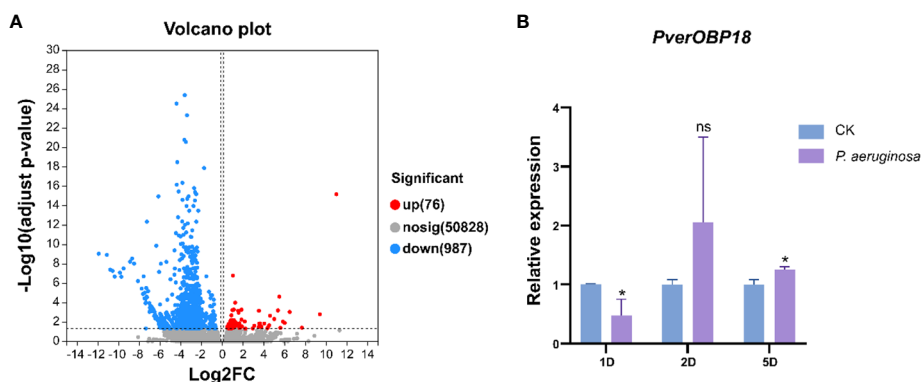 A
Volcano plot
30
28
26
24
22
20
18
16
14
12
10
8
6
4
2
0
-Log10(adjust p-value)
-14 -12 -10 -8 -6 -4 -2 0 2 4 6 8 10 12 14
Log2FC
Significant
up(76)
nosig(50828)
down(987)
B
PverOBP18
4
3
2
1
0
Relative expression
*
ns
*
1D 2D 5D
CK
P. aeruginosa